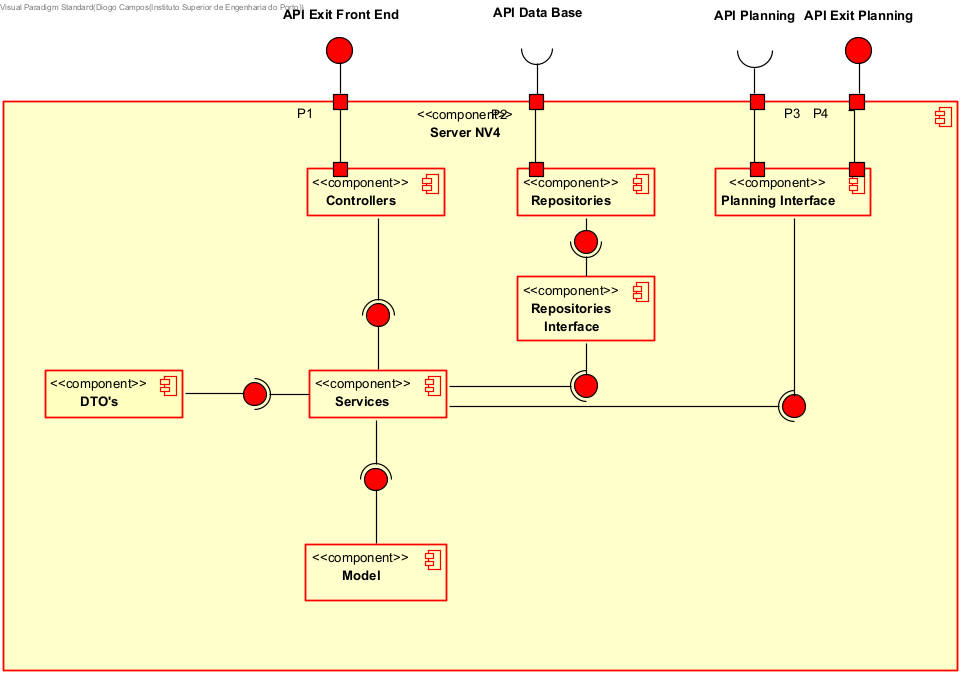 Visual Paradigm Standard(Diogo Campos(Instituto Superior de Engenharia do Porto))
API Exit Front End
API Data Base
API Planning
API Exit Planning
P1
<<component>>
P2
Server NV4
P3
P4
<<component>>
Controllers
<<component>>
Repositories
<<component>>
Planning Interface
<<component>>
Repositories
Interface
<<component>>
DTO's
<<component>>
Services
<<component>>
Model